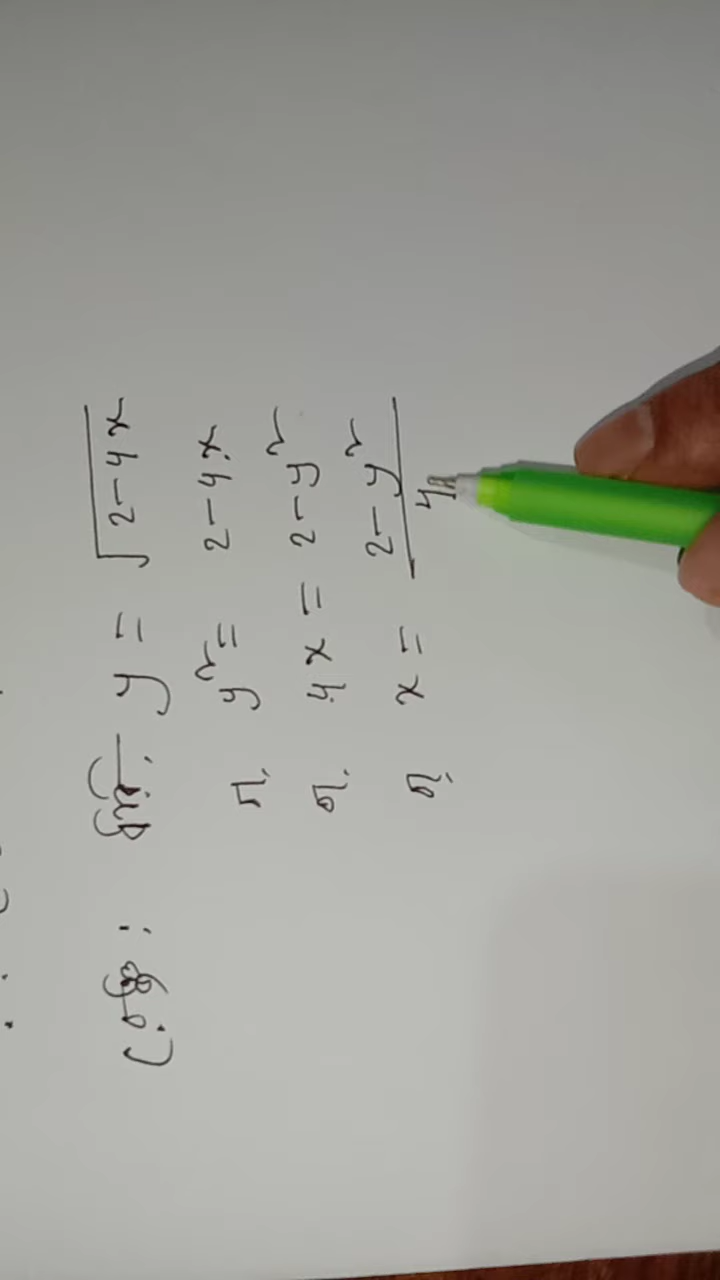 ধরি, y = √(2-4x)
বা, y² = 2-4x
বা, 4x = 2-y²
বা, x = (2-y²)/4